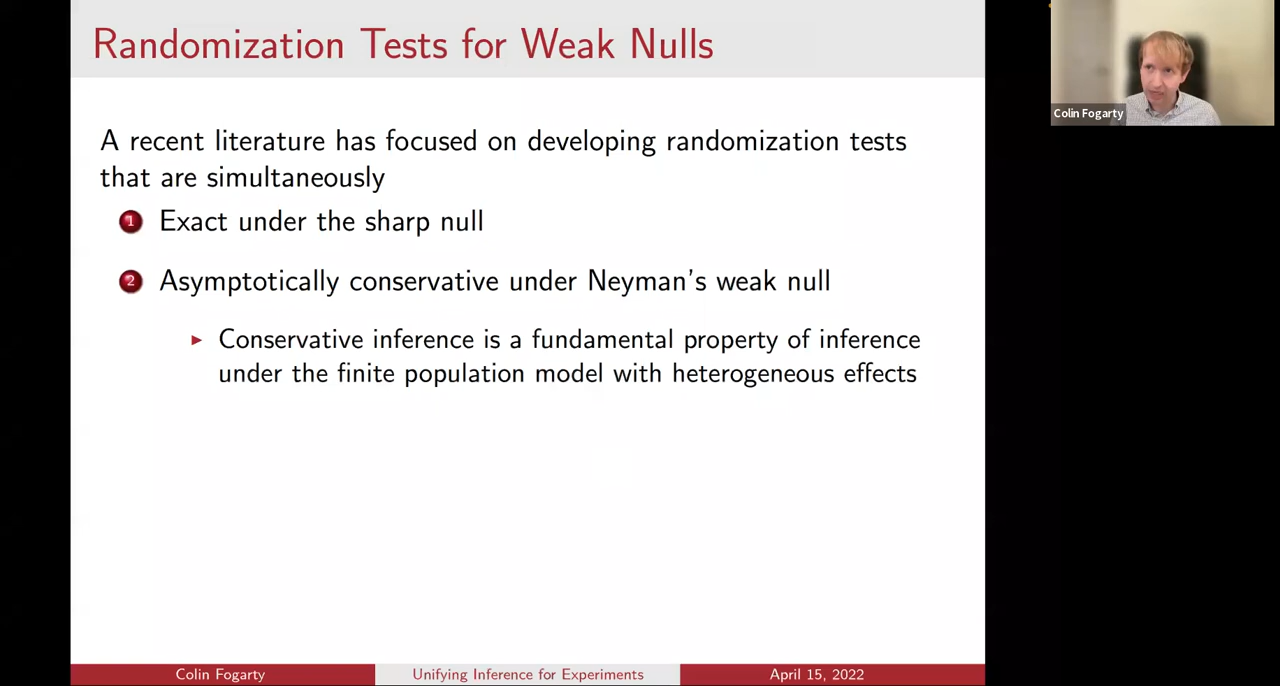 Randomization Tests for Weak Nulls
Colin Fogarty
A recent literature has focused on developing randomization tests
that are simultaneously
1 Exact under the sharp null
2 Asymptotically conservative under Neyman's weak null
▶ Conservative inference is a fundamental property of inference
under the finite population model with heterogeneous effects
Colin Fogarty
Unifying Inference for Experiments
April 15, 2022